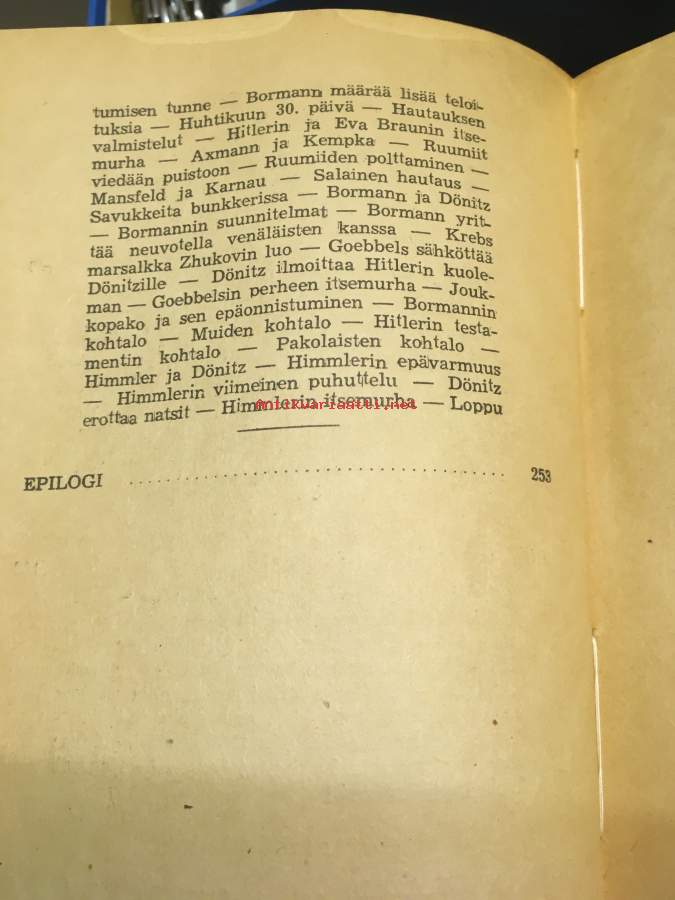 tumisen tunne — Bormann määrää lisää teloi-
tuksia — Huhtikuun 30. päivä — Hautauksen
valmistelut — Hitlerin ja Eva Braunin itse-
murha — Axmann ja Kempka — Ruumiit
viedään puistoon — Ruumiiden polttaminen —
Mansfeld ja Karnau — Salainen hautaus —
Savukkeita bunkkerissa — Bormann ja Dönitz
— Bormannin suunnitelmat — Bormann yrit-
tää neuvotella venäläisten kanssa — Krebs
marsalkka Zhukovin luo — Goebbels sähköttää
Dönitzille — Dönitz ilmoittaa Hitlerin kuole-
man — Goebbelsin perheen itsemurha — Jouk-
kopako ja sen epäonnistuminen — Bormannin
kohtalo — Muiden kohtalo — Hitlerin testa-
mentin kohtalo — Pakolaisten kohtalo —
Himmler ja Dönitz — Himmlerin epävarmuus
— Himmlerin viimeinen puhuttelu — Dönitz
erottaa natsit — Himmlerin itsemurha — Loppu
antikvariaatti.net
EPILOGI .......... 253